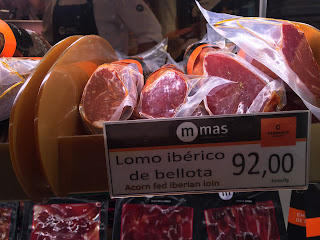 m mas
Lomo ibérico
de bellota
Acorn fed iberian loin
92,00